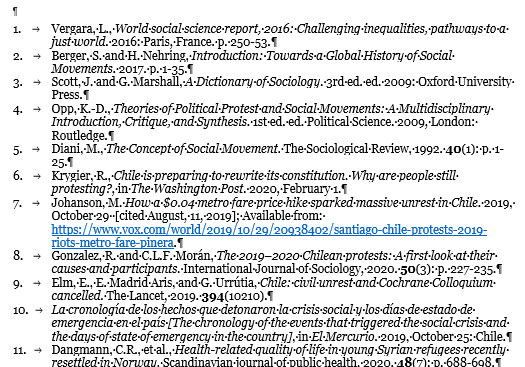 1. Vergara, L., World social science report, 2016: Challenging inequalities, pathways to a
just world. 2016: Paris, France. p. 250-53.
2. Berger, S. and H. Nehring, Introduction: Towards a Global History of Social
Movements. 2017. p. 1-35.
3. Scott, J. and G. Marshall, A Dictionary of Sociology. 3rd ed. ed. 2009: Oxford University
Press.
4. Opp, K.-D., Theories of Political Protest and Social Movements: A Multidisciplinary
Introduction, Critique, and Synthesis. 1st ed. ed. Political Science. 2009, London:
Routledge.
5. Diani, M., The Concept of Social Movement. The Sociological Review, 1992. 40(1): p. 1-
25.
6. Krygier, R., Chile is preparing to rewrite its constitution. Why are people still
protesting?, in The Washington Post. 2020, February 1.
7. Johanson, M. How a $0.04 metro fare price hike sparked massive unrest in Chile. 2019,
October 29 [cited August, 11, 2019]; Available from:
https://www.vox.com/world/2019/10/29/20938402/santiago-chile-protests-2019-
riots-metro-fare-pinera.
8. Gonzalez, R. and C.L.F. Morán, The 2019–2020 Chilean protests: A first look at their
causes and participants. International Journal of Sociology, 2020. 50(3): p. 227-235.
9. Elm, E., E. Madrid Aris, and G. Urrútia, Chile: civil unrest and Cochrane Colloquium
cancelled. The Lancet, 2019. 394(10210).
10. La cronología de los hechos que detonaron la crisis social y los días de estado de
emergencia en el país [The chronology of the events that triggered the social crisis and
the days of state of emergency in the country], in El Mercurio. 2019, October 25: Chile.
11. Dangmann, C.R., et al., Health-related quality of life in young Syrian refugees recently
resettled in Norway. Scandinavian journal of public health, 2020. 48(7): p. 688-698.